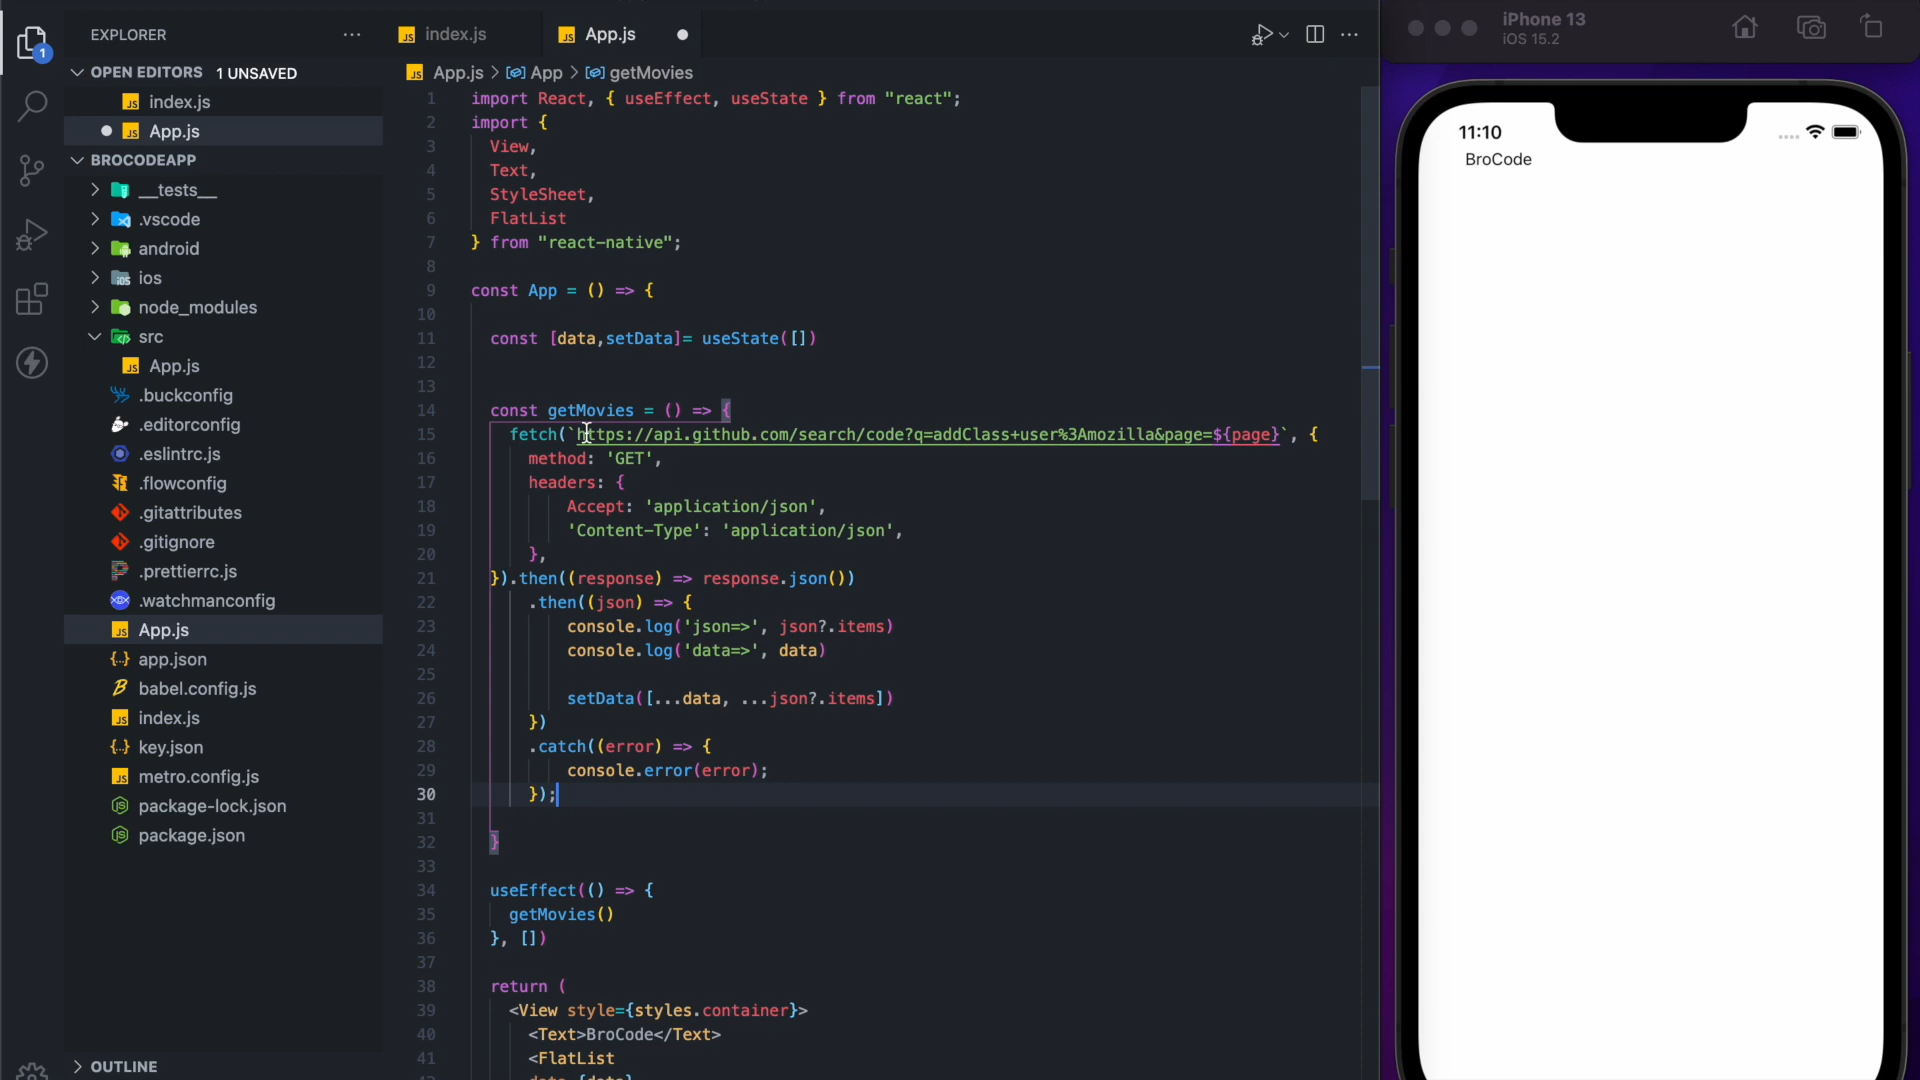 EXPLORER
OPEN EDITORS 1 UNSAVED
index.js
App.js
BROCODEAPP
__tests__
.vscode
android
ios
node_modules
src
App.js
.buckconfig
.editorconfig
.eslintrc.js
.flowconfig
.gitattributes
.gitignore
.prettierrc.js
.watchmanconfig
App.js
app.json
babel.config.js
index.js
key.json
metro.config.js
package-lock.json
package.json
OUTLINE
1
index.js
App.js
App.js > App > getMovies
1 import React, { useEffect, useState } from "react";
2 import {
3 View,
4 Text,
5 StyleSheet,
6 FlatList
7 } from "react-native";
8
9 const App = () => {
10
11 const [data,setData]= useState([])
12
13
14 const getMovies = () => {
15 fetch(`https://api.github.com/search/code?q=addClass+user%3Amozilla&page=${page}`, {
16 method: 'GET',
17 headers: {
18 Accept: 'application/json',
19 'Content-Type': 'application/json',
20 },
21 }).then((response) => response.json())
22 .then((json) => {
23 console.log('json=>', json?.items)
24 console.log('data=>', data)
25
26 setData([...data, ...json?.items])
27 })
28 .catch((error) => {
29 console.error(error);
30 });
31
32 }
33
34 useEffect(() => {
35 getMovies()
36 }, [])
37
38 return (
39 <View style={styles.container}>
40 <Text>BroCode</Text>
41 <FlatList
iPhone 13
iOS 15.2
11:10
BroCode